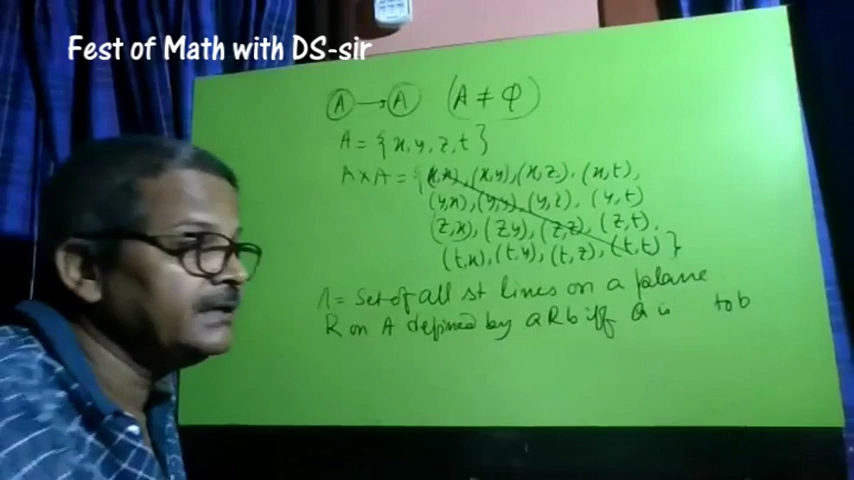 Fest of Math with DS-sir
A → A (A ≠ φ)
A = {x, y, z, t}
A×A = {(x,x), (x,y), (x,z), (x,t),
(y,x), (y,y), (y,z), (y,t)
(z,x), (z,y), (z,z), (z,t),
(t,x), (t,y), (t,z), (t,t)}
A = Set of all st lines on a plane
R on A defined by aRb iff a is to b